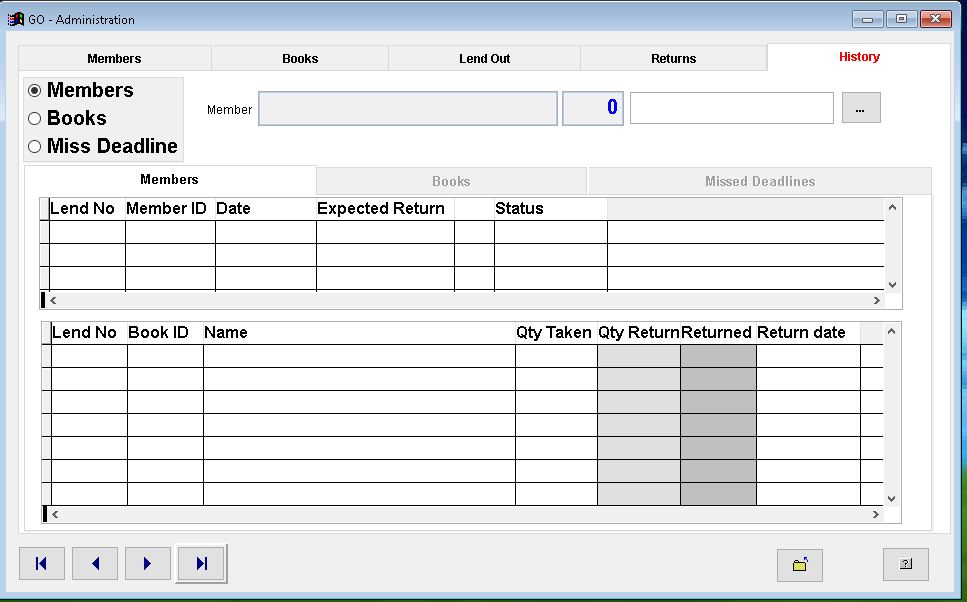 GO - Administration
Members Books Lend Out Returns History
Members
Books
Miss Deadline
Member 0 ...
Members Books Missed Deadlines
Lend No Member ID Date Expected Return Status
Lend No Book ID Name Qty Taken Qty Return Returned Return date
?